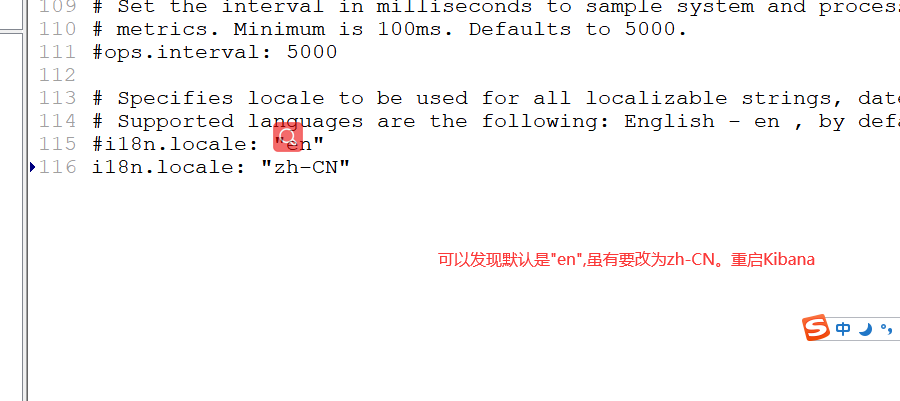 109 # Set the interval in milliseconds to sample system and proces
110 # metrics. Minimum is 100ms. Defaults to 5000.
111 #ops.interval: 5000
112
113 # Specifies locale to be used for all localizable strings, date
114 # Supported languages are the following: English - en , by defa
115 #i18n.locale: "en"
116 i18n.locale: "zh-CN"
可以发现默认是"en",虽有要改为zh-CN。重启Kibana
S 中